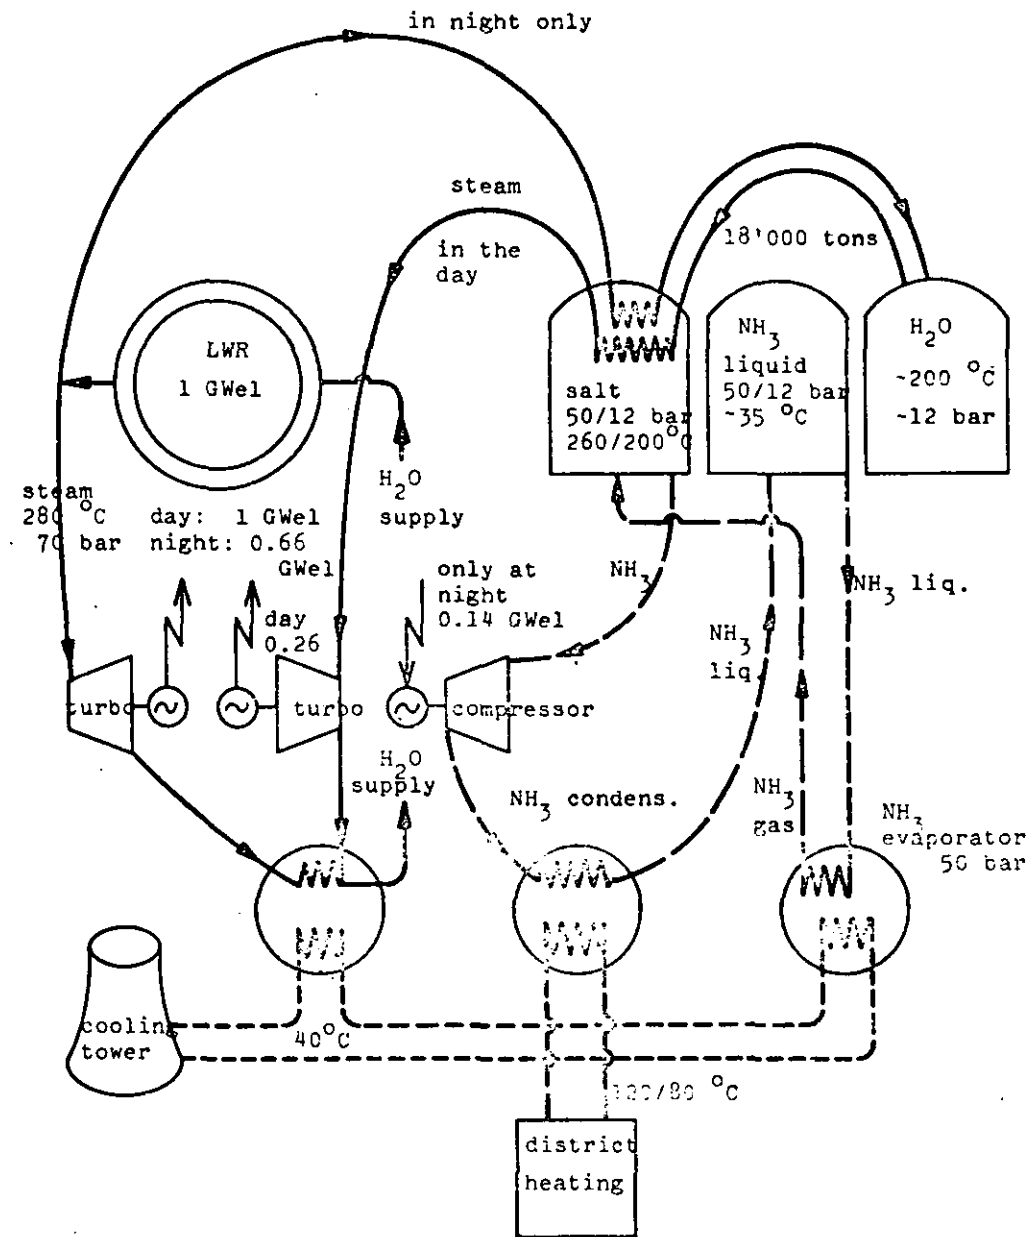 in night only
steam
in the
day
18'000 tons
LWR
1 GWel
salt
50/12 bar
260/200°C
NH3
liquid
50/12 bar
~35 °C
H2O
~200 °C
~12 bar
steam
280 °C
70 bar
day: 1 GWel
night: 0.66
GWel
H2O
supply
day
0.26
only at
night
0.14 GWel
NH3
NH3
liq.
NH3 liq.
turbo
turbo
compressor
H2O
supply
NH3 condens.
NH3
gas
NH3
evaporator
50 bar
cooling
tower
40°C
/80 °C
district
heating